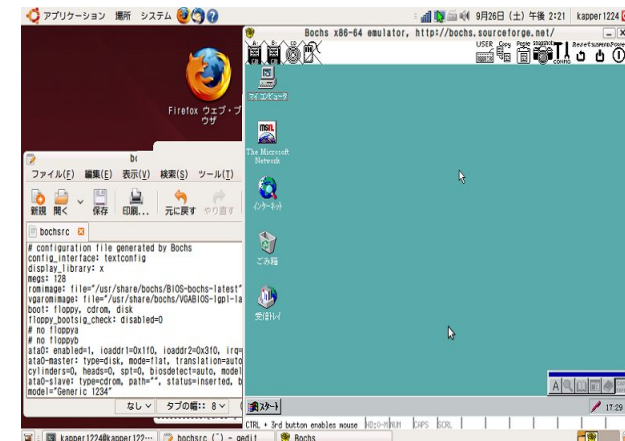 アプリケーション 場所 システム
9月26日 (土) 午後 2:21
kapper1224
Firefox ウェブ・ブ
ウザ
ファイル(F) 編集(E) 表示(V) 検索(S) ツール(T)
新規 開く 保存 印刷... 元に戻す やり直す
bochsrc
# configuration file generated by Bochs
config_interface: textconfig
display_library: x
megs: 128
romimage: file="/usr/share/bochs/BIOS-bochs-latest"
vgaromimage: file="/usr/share/bochs/VGABIOS-lgpl-la
boot: floppy, cdrom, disk
floppy_bootsig_check: disabled=0
# no floppya
# no floppyb
ata0: enabled=1, ioaddr1=0x1f0, ioaddr2=0x3f0, irq=
ata0-master: type=disk, mode=flat, translation=auto
cylinders=0, heads=0, spt=0, biosdetect=auto, model
ata0-slave: type=cdrom, path="", status=inserted, b
model="Generic 1234"
なし タブの幅: 8
Bochs x86-64 emulator, http://bochs.sourceforge.net/
USER Copy Paste snapshot
CONFIG Reset suspend Power
マイ コンピュータ
msn.
The Microsoft
Network
インターネット
ごみ箱
受信トレイ
スタート
A
17:29
CTRL + 3rd button enables mouse HD:0-M NUM CAPS SCRL
kapper1224@kapper122… bochsrc (~) - gedit Bochs